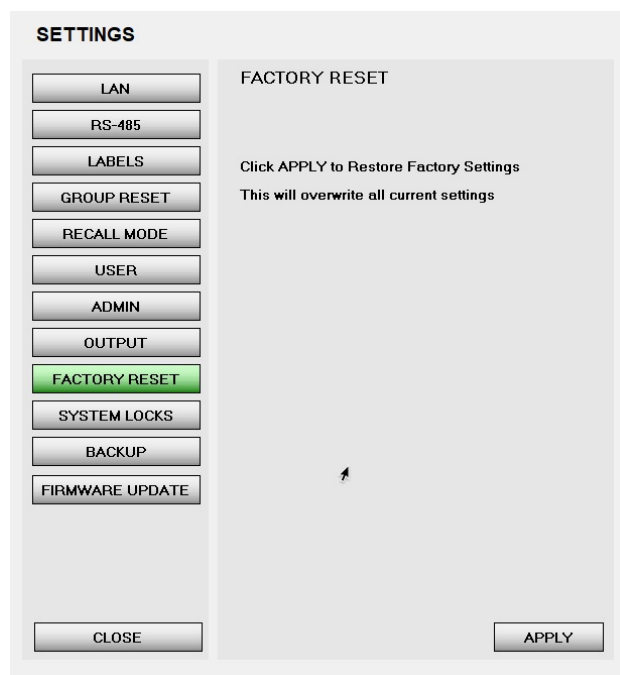 SETTINGS
LAN
RS-485
LABELS
GROUP RESET
RECALL MODE
USER
ADMIN
OUTPUT
FACTORY RESET
SYSTEM LOCKS
BACKUP
FIRMWARE UPDATE
CLOSE
FACTORY RESET
Click APPLY to Restore Factory Settings
This will overwrite all current settings
APPLY